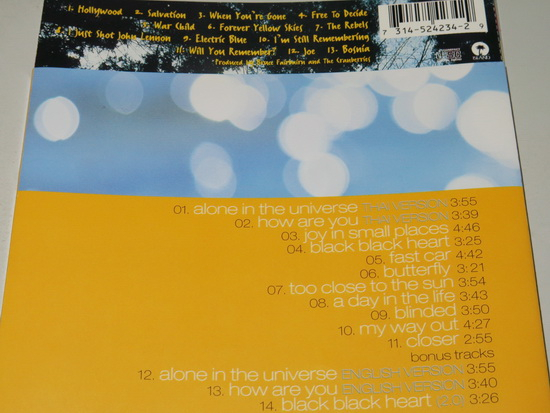 1. Hollywood 2. Salvation 3. When You're Gone 4. Free To Decide
5. War Child 6. Forever Yellow Skies 7. The Rebels
8. I Just Shot John Lennon 9. Electric Blue 10. I'm Still Remembering
11. Will You Remember? 12. Joe 13. Bosnia
*Produced by Bruce Fairbairn and The Cranberries
7 314-524234-2 9
ISLAND
01. alone in the universe THAI VERSION 3:55
02. how are you THAI VERSION 3:39
03. joy in small places 4:46
04. black black heart 3:25
05. fast car 4:42
06. butterfly 3:21
07. too close to the sun 3:54
08. a day in the life 3:43
09. blinded 3:50
10. my way out 4:27
11. closer 2:55
bonus tracks
12. alone in the universe ENGLISH VERSION 3:55
13. how are you ENGLISH VERSION 3:40
14. black black heart (2.0) 3:26